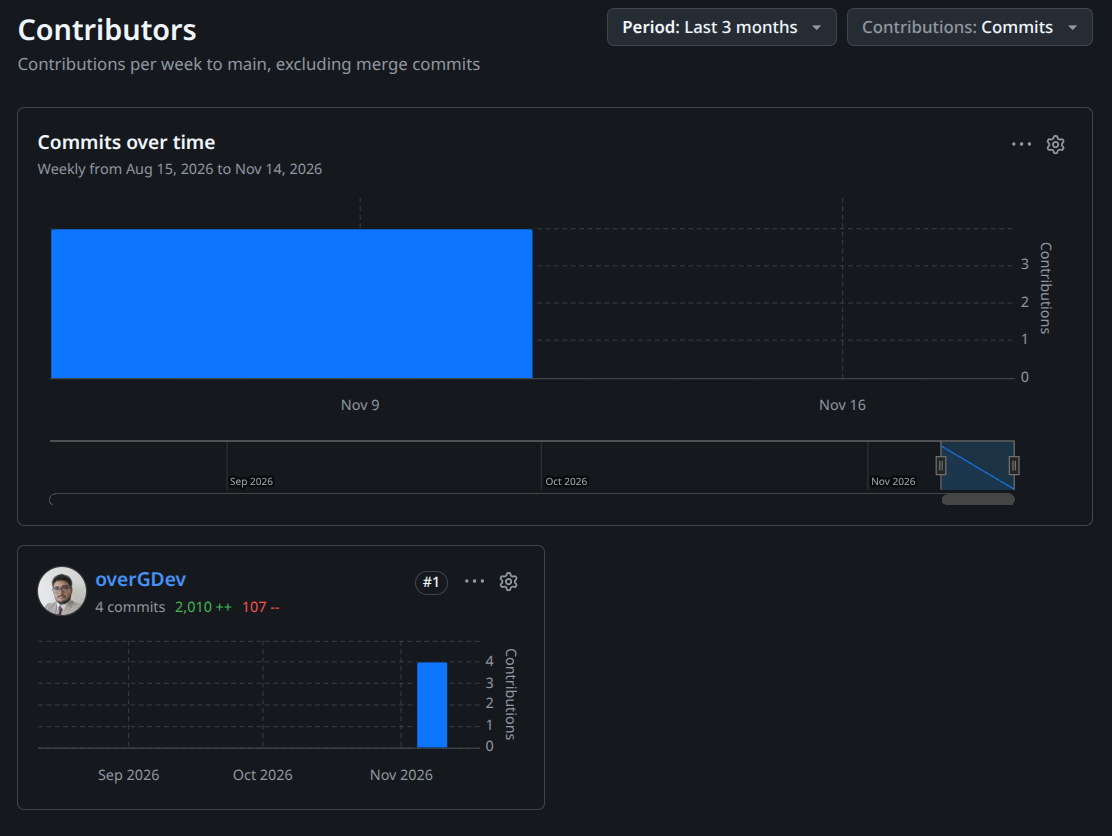 Contributors
Period: Last 3 months
Contributions: Commits
Contributions per week to main, excluding merge commits
Commits over time
Weekly from Aug 15, 2026 to Nov 14, 2026
3
2
1
0
Contributions
Nov 9
Nov 16
Sep 2026
Oct 2026
Nov 2026
overGDev
#1
4 commits 2,010 ++ 107 --
4
3
2
1
0
Contributions
Sep 2026
Oct 2026
Nov 2026